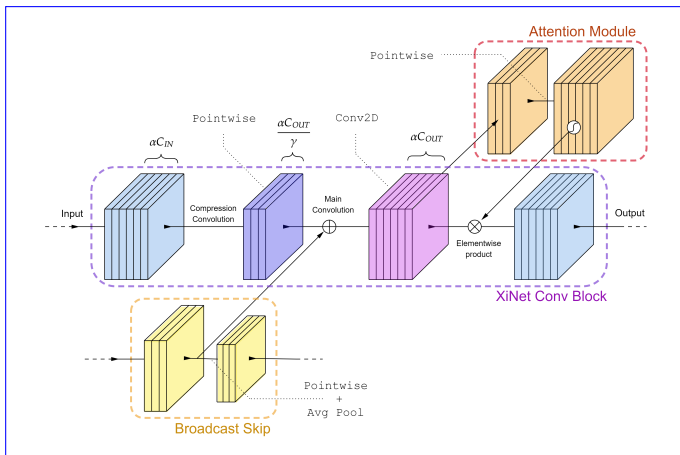 Attention Module
Pointwise
Pointwise
αC_OUT
γ
Conv2D
αC_IN
αC_OUT
Input
Compression
Convolution
Main
Convolution
Elementwise
product
Output
XiNet Conv Block
Pointwise
+
Avg Pool
Broadcast Skip